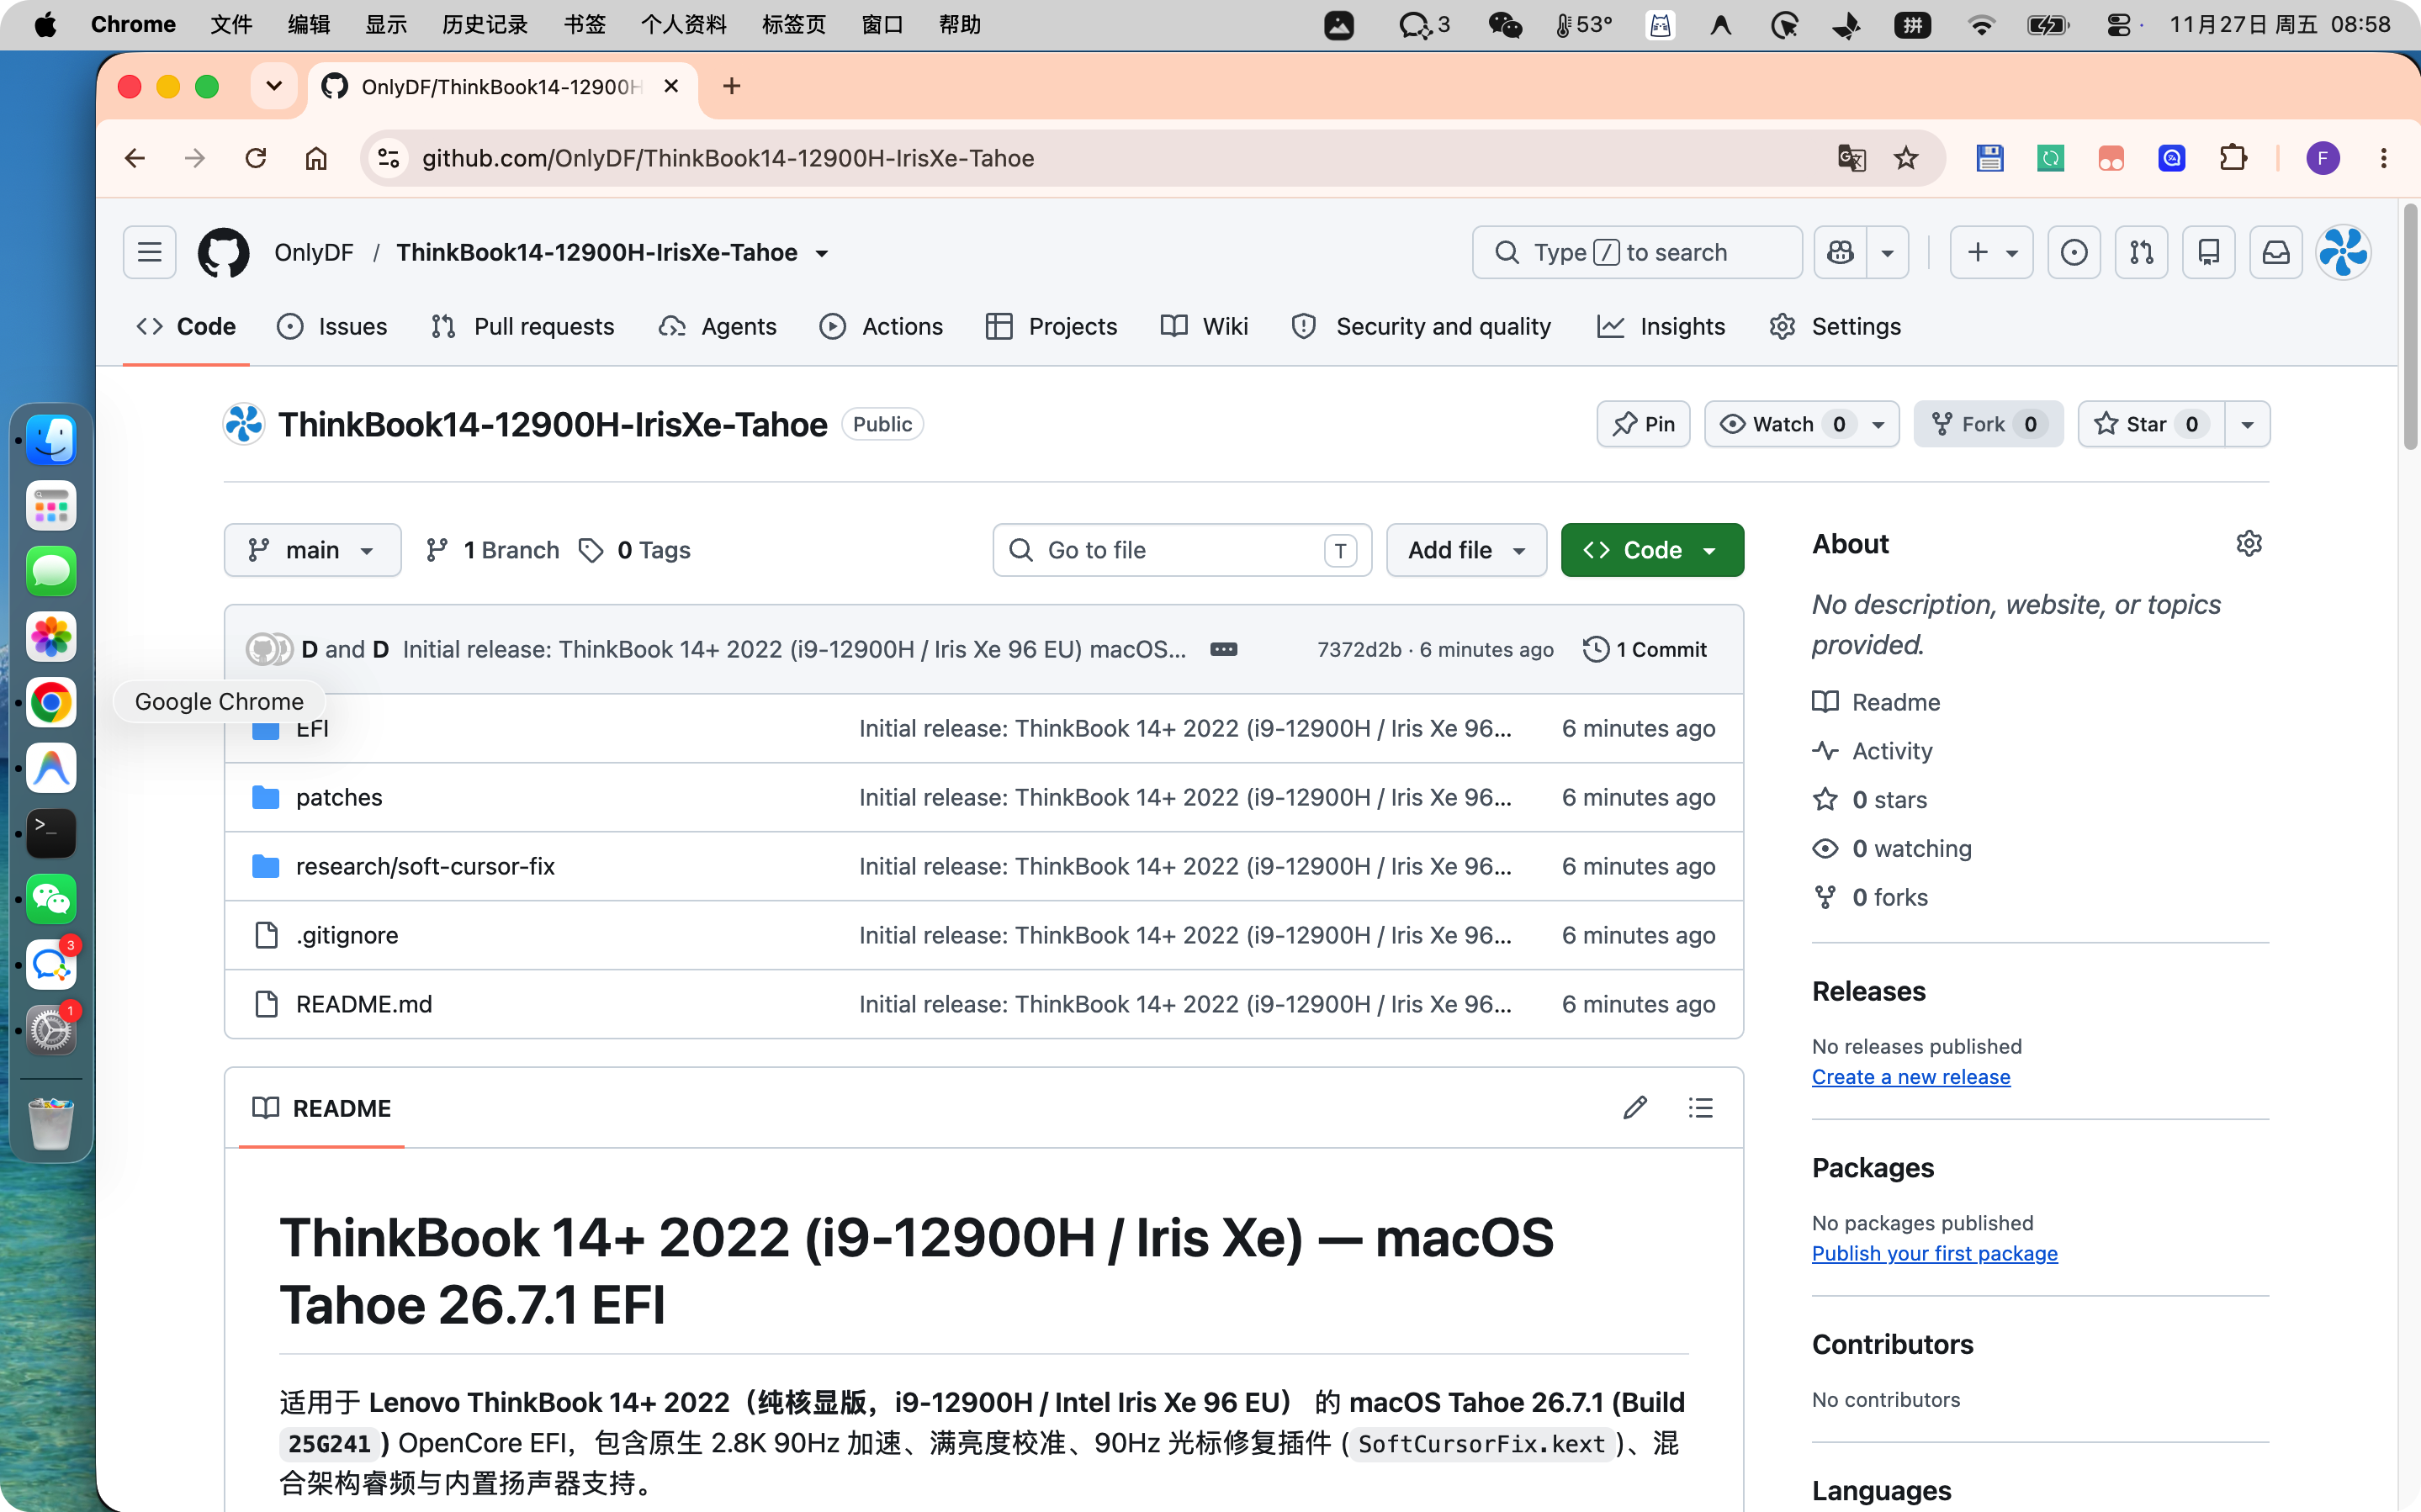 Chrome 文件 编辑 显示 历史记录 书签 个人资料 标签页 窗口 帮助 3 53° 拼 11月27日 周五 08:58
OnlyDF/ThinkBook14-12900H
github.com/OnlyDF/ThinkBook14-12900H-IrisXe-Tahoe F
OnlyDF / ThinkBook14-12900H-IrisXe-Tahoe Type / to search
Code Issues Pull requests Agents Actions Projects Wiki Security and quality Insights Settings
ThinkBook14-12900H-IrisXe-Tahoe Public Pin Watch 0 Fork 0 Star 0
main 1 Branch 0 Tags Go to file T Add file Code
D and D Initial release: ThinkBook 14+ 2022 (i9-12900H / Iris Xe 96 EU) macOS... 7372d2b · 6 minutes ago 1 Commit
Google Chrome
EFI Initial release: ThinkBook 14+ 2022 (i9-12900H / Iris Xe 96... 6 minutes ago
patches Initial release: ThinkBook 14+ 2022 (i9-12900H / Iris Xe 96... 6 minutes ago
research/soft-cursor-fix Initial release: ThinkBook 14+ 2022 (i9-12900H / Iris Xe 96... 6 minutes ago
.gitignore Initial release: ThinkBook 14+ 2022 (i9-12900H / Iris Xe 96... 6 minutes ago
README.md Initial release: ThinkBook 14+ 2022 (i9-12900H / Iris Xe 96... 6 minutes ago
3
1
README
ThinkBook 14+ 2022 (i9-12900H / Iris Xe) — macOS
Tahoe 26.7.1 EFI
适用于 Lenovo ThinkBook 14+ 2022（纯核显版，i9-12900H / Intel Iris Xe 96 EU） 的 macOS Tahoe 26.7.1 (Build
25G241) OpenCore EFI，包含原生 2.8K 90Hz 加速、满亮度校准、90Hz 光标修复插件 (SoftCursorFix.kext)、混
合架构睿频与内置扬声器支持。
About
No description, website, or topics
provided.
Readme
Activity
0 stars
0 watching
0 forks
Releases
No releases published
Create a new release
Packages
No packages published
Publish your first package
Contributors
No contributors
Languages